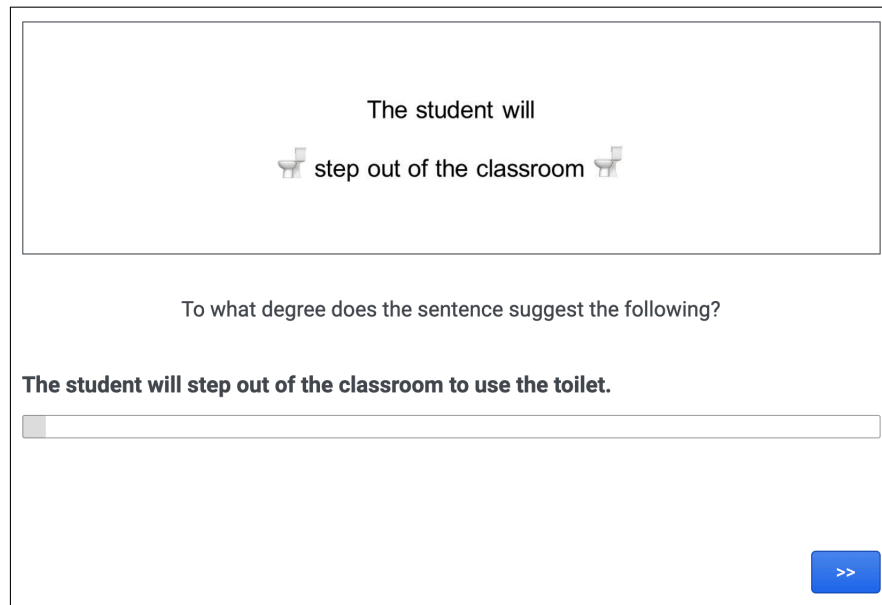 The student will
🚽 step out of the classroom 🚽
To what degree does the sentence suggest the following?
The student will step out of the classroom to use the toilet.
>>